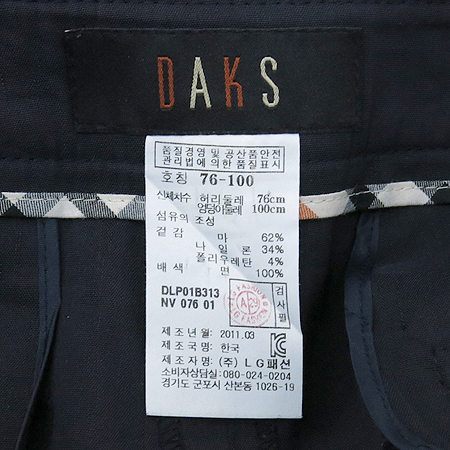 DAKS
품질경영 및 공산품안전
관리법에 의한 품질표시
호칭 76-100
신체치수 허리둘레 76cm
엉덩이둘레 100cm
섬유의 조성
겉감 마 62%
나일론 34%
폴리우레탄 4%
배색 면 100%
DLP01B313
NV 076 01
검사필
제조년월 : 2011.03
제조국명 : 한국
제조자명 : (주) LG패션
소비자상담실: 080-024-0204
경기도 군포시 산본동 1026-19